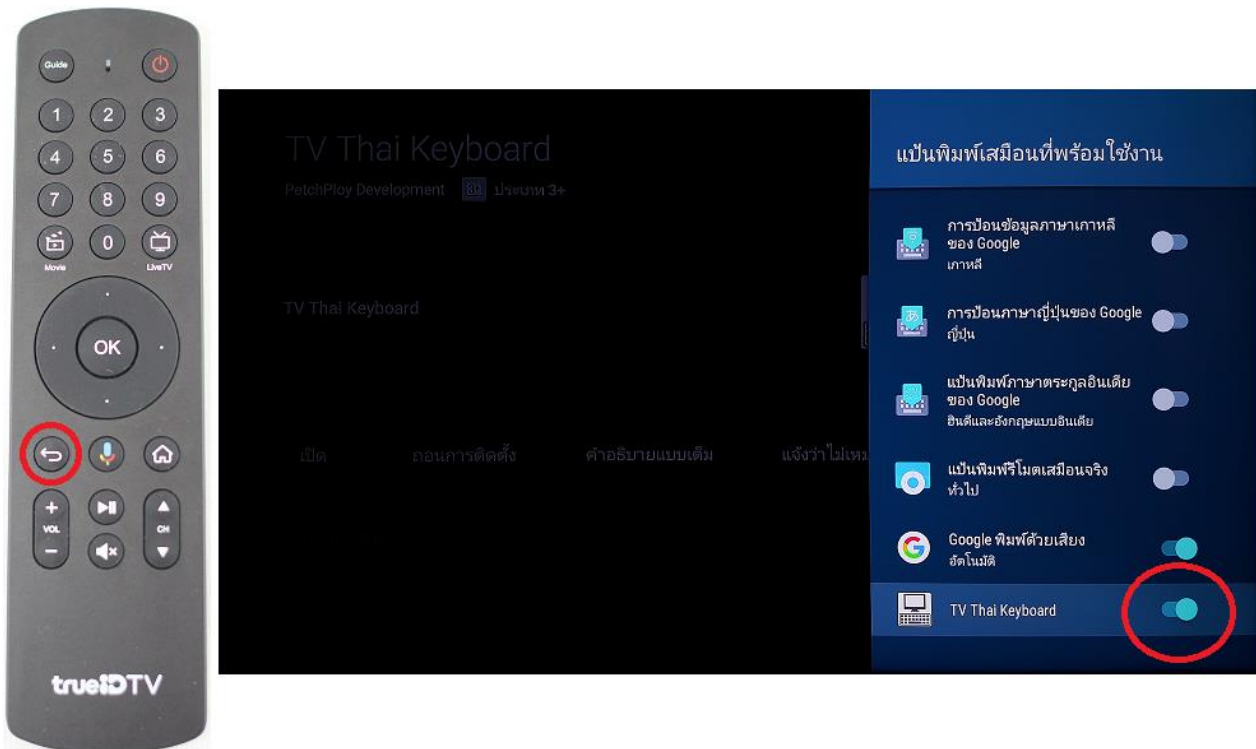 Guide
1 2 3
4 5 6
7 8 9
0
Movie
LiveTV
OK
+
VOL
CH
−
trueiDTV
TV Thai Keyboard
PetchPloy Development ประเภท 3+
TV Thai Keyboard
เปิด ถอนการติดตั้ง คำอธิบายแบบเต็ม แจ้งว่าไม่เหม
แป้นพิมพ์เสมือนที่พร้อมใช้งาน
การป้อนข้อมูลภาษาเกาหลี
ของ Google
เกาหลี
การป้อนภาษาญี่ปุ่นของ Google
ญี่ปุ่น
แป้นพิมพ์ภาษาตระกูลอินเดีย
ของ Google
ฮินดีและอังกฤษแบบอินเดีย
แป้นพิมพ์รีโมตเสมือนจริง
ทั่วไป
Google พิมพ์ด้วยเสียง
อัตโนมัติ
TV Thai Keyboard